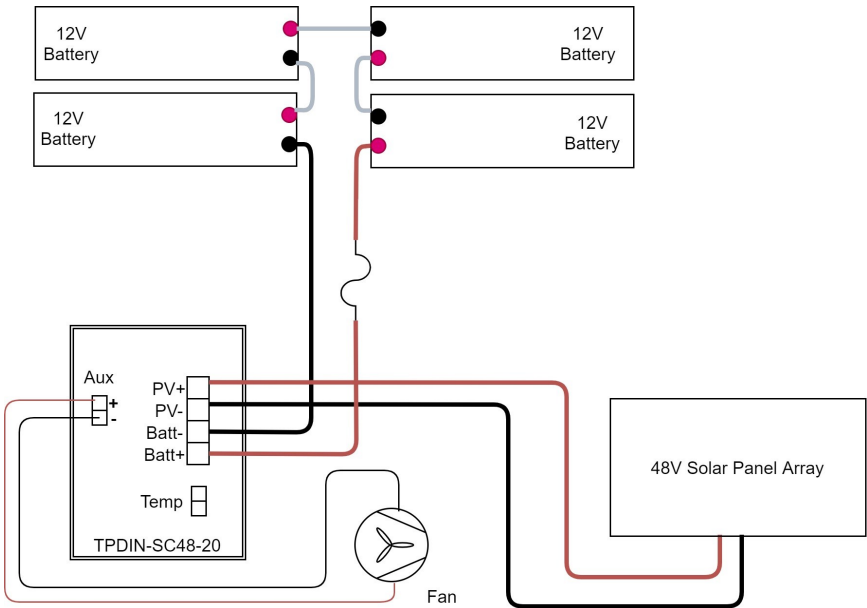 12V
Battery
12V
Battery
12V
Battery
12V
Battery
Aux
+
-
PV+
PV-
Batt-
Batt+
Temp
TPDIN-SC48-20
48V Solar Panel Array
Fan